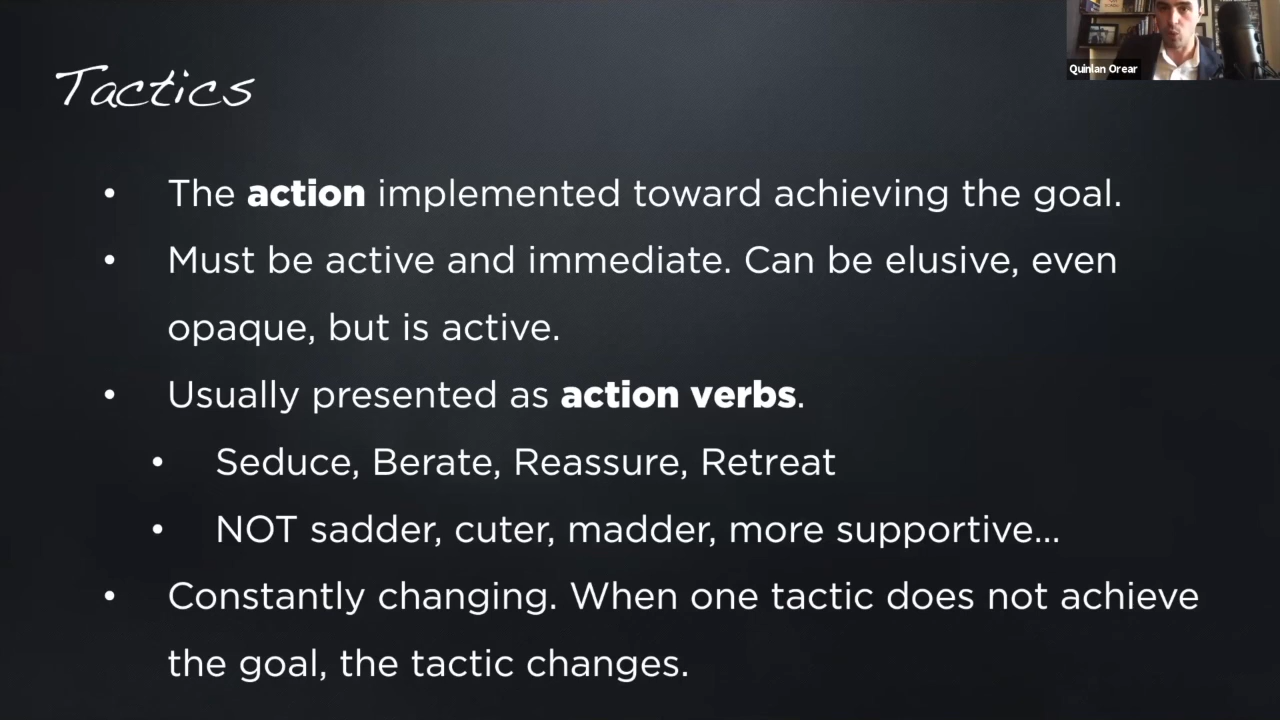 Quinlan Orear
Tactics
• The action implemented toward achieving the goal.
• Must be active and immediate. Can be elusive, even
opaque, but is active.
• Usually presented as action verbs.
• Seduce, Berate, Reassure, Retreat
• NOT sadder, cuter, madder, more supportive...
• Constantly changing. When one tactic does not achieve
the goal, the tactic changes.